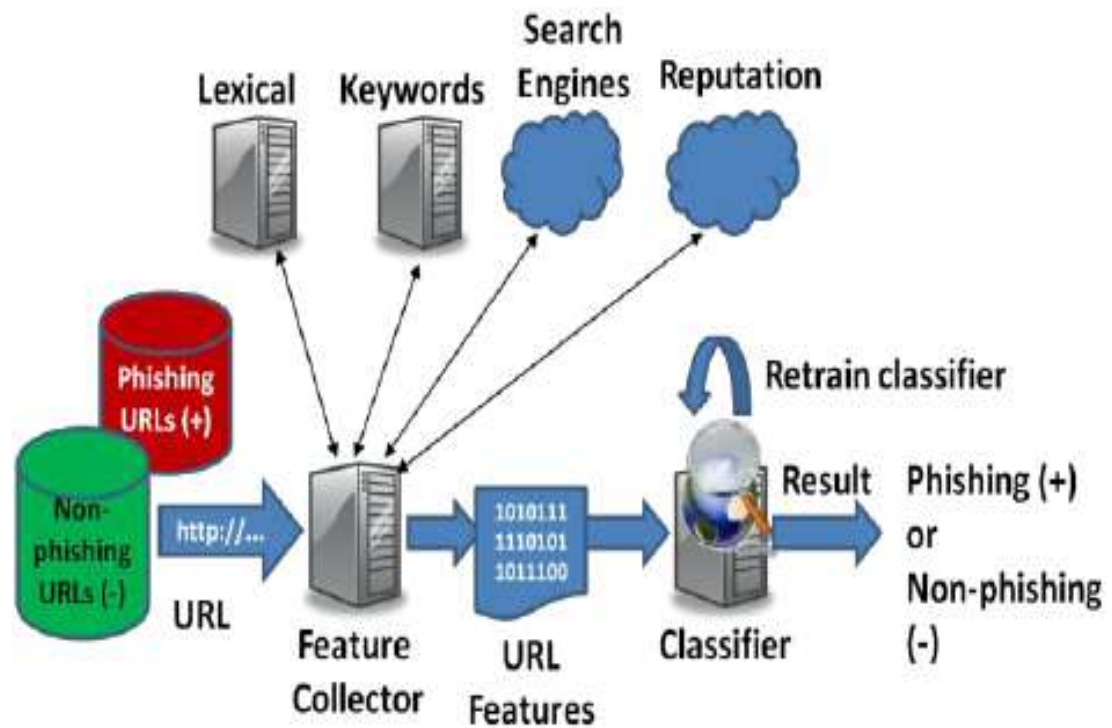 Lexical
Keywords
Search
Engines
Reputation
Phishing
URLs (+)
Non-
phishing
URLs (-)
http://...
URL
Feature
Collector
1010111
1110101
1011100
URL
Features
Retrain classifier
Classifier
Result
Phishing (+)
or
Non-phishing
(-)